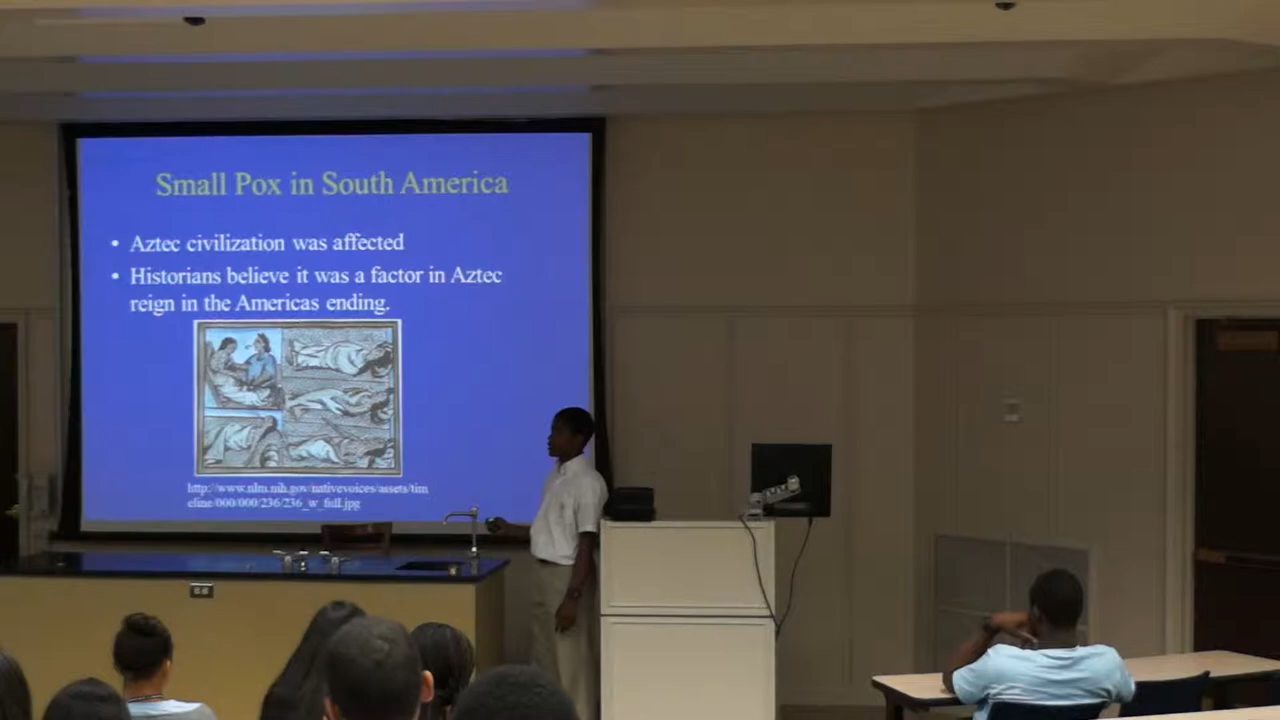 Small Pox in South America
• Aztec civilization was affected
• Historians believe it was a factor in Aztec
reign in the Americas ending.
http://www.nlm.nih.gov/nativevoices/assets/tim
eline/000/000/236/236_w_full.jpg